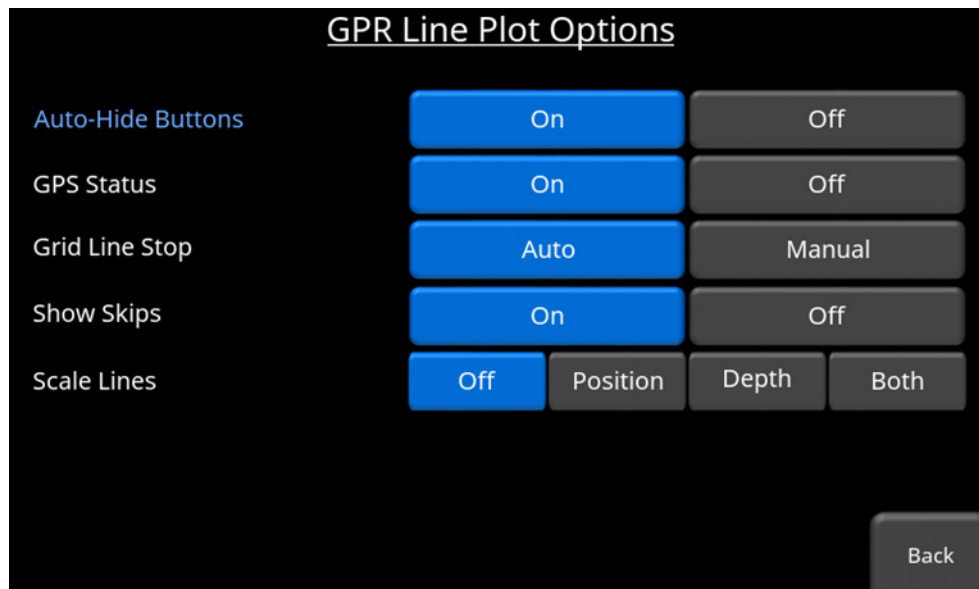 GPR Line Plot Options
Auto-Hide Buttons On Off
GPS Status On Off
Grid Line Stop Auto Manual
Show Skips On Off
Scale Lines Off Position Depth Both
Back